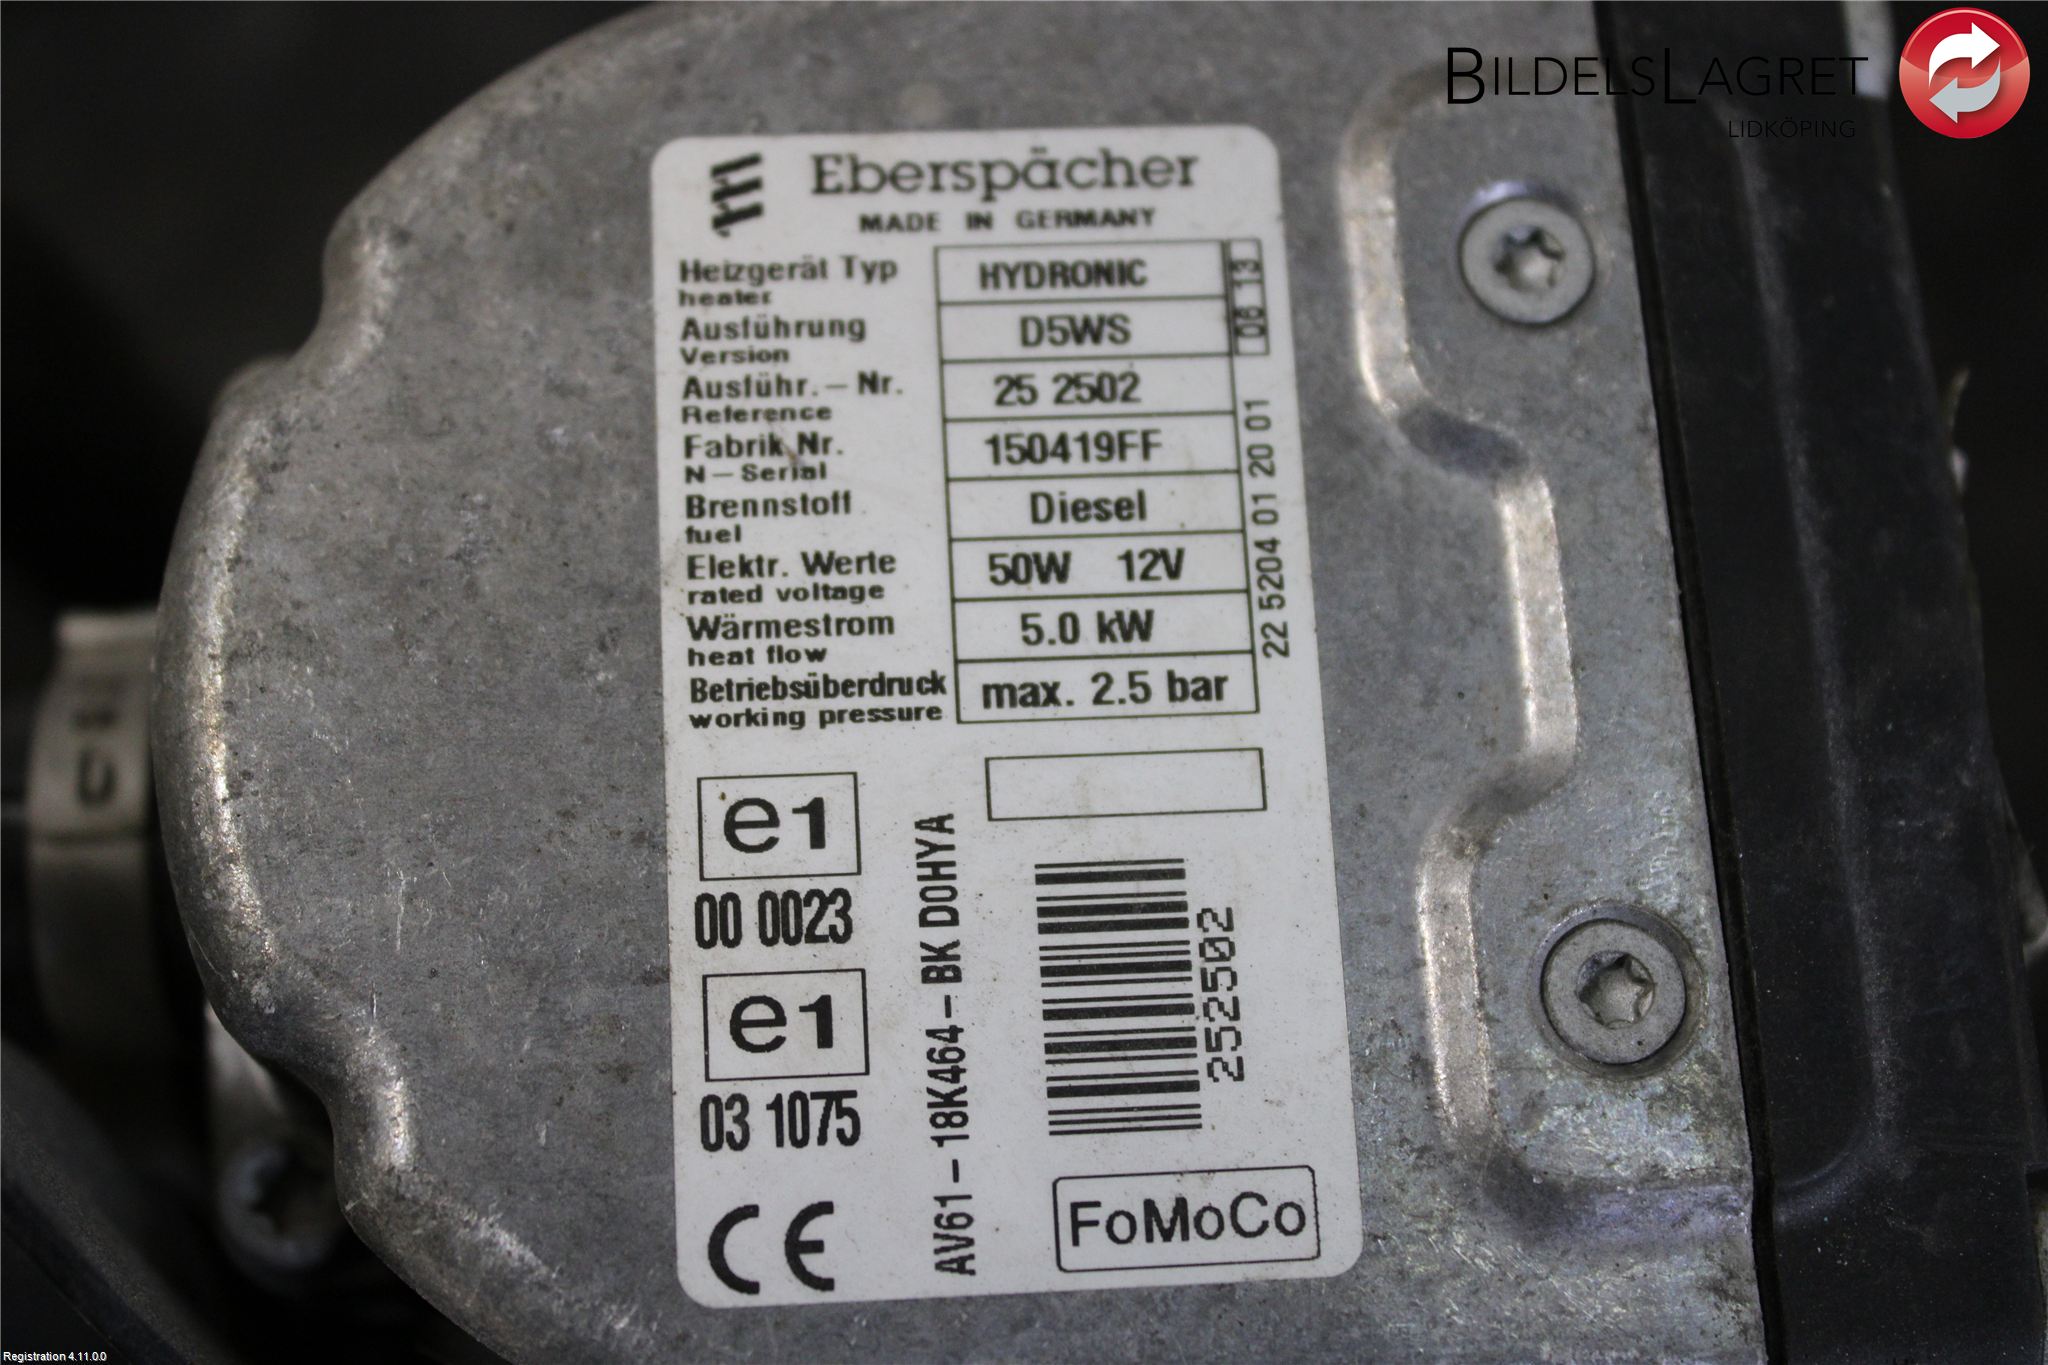 BILDELSLAGRET
LIDKÖPING
Eberspächer
MADE IN GERMANY
Heizgerät Typ HYDRONIC
heater
Ausführung D5WS
Version
Ausführ. – Nr. 25 2502
Reference
Fabrik Nr. 150419FF
N – Serial
Brennstoff Diesel
fuel
Elektr. Werte 50W 12V
rated voltage
Wärmestrom 5.0 kW
heat flow
Betriebsüberdruck max. 2.5 bar
working pressure
06 13
22 5204 01 20 01
e1
00 0023
e1
03 1075
AV61 – 18K464 – BK DOHYA
252502
CE
FoMoCo
Registration 4.11.0.0